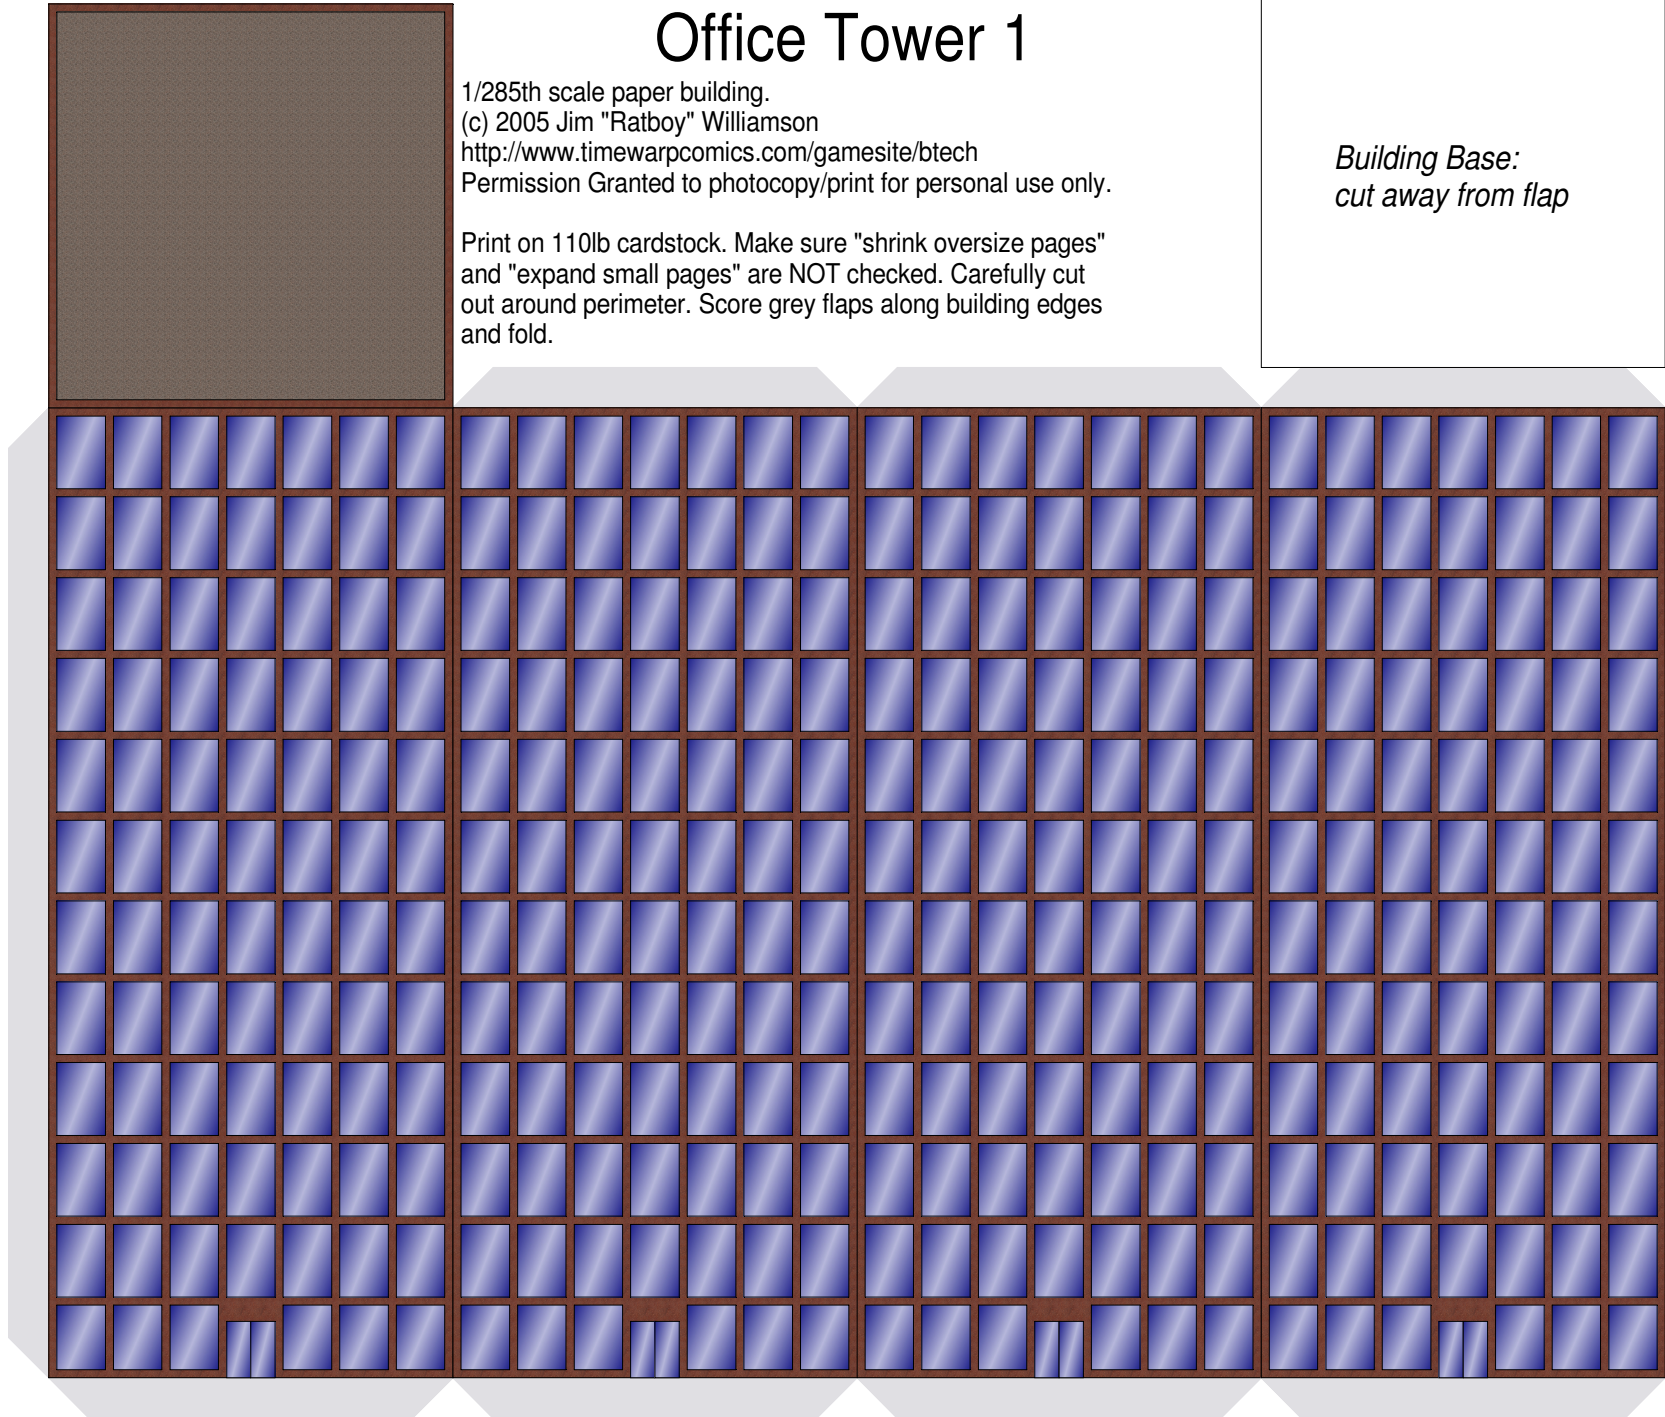 Office Tower 1
1/285th scale paper building.
(c) 2005 Jim "Ratboy" Williamson
http://www.timewarpcomics.com/gamesite/btech
Permission Granted to photocopy/print for personal use only.
Print on 110lb cardstock. Make sure "shrink oversize pages"
and "expand small pages" are NOT checked. Carefully cut
out around perimeter. Score grey flaps along building edges
and fold.
Building Base:
cut away from flap